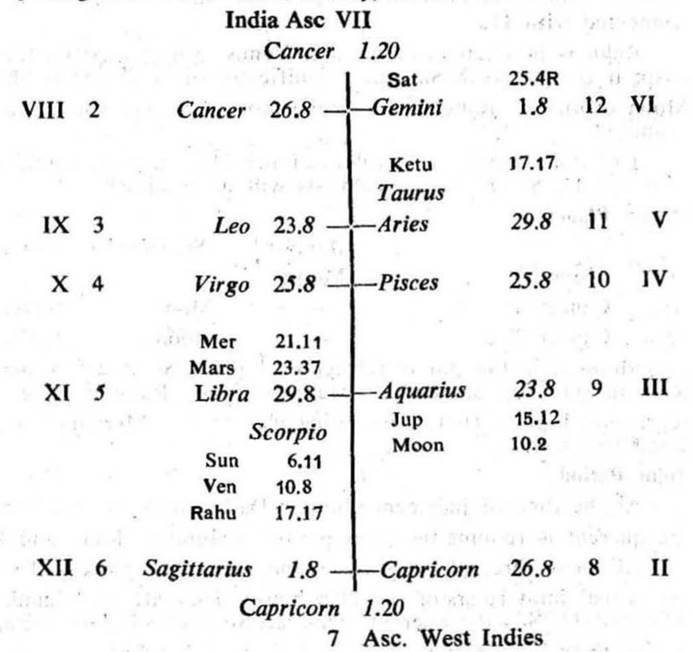 India Asc VII
Cancer 1.20
Sat 25.4R
VIII 2 Cancer 26.8 Gemini 1.8 12 VI
Ketu 17.17
Taurus
IX 3 Leo 23.8 Aries 29.8 11 V
X 4 Virgo 25.8 Pisces 25.8 10 IV
Mer 21.11
Mars 23.37
XI 5 Libra 29.8 Aquarius 23.8 9 III
Jup 15.12
Scorpio
Moon 10.2
Sun 6.11
Ven 10.8
Rahu 17.17
XII 6 Sagittarius 1.8 Capricorn 26.8 8 II
Capricorn 1.20
7 Asc. West Indies